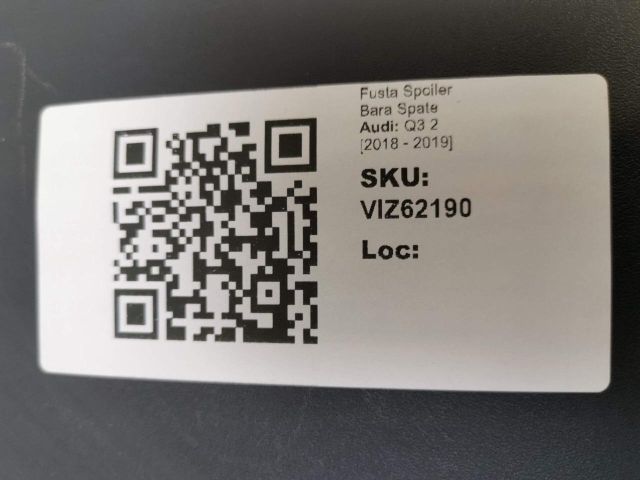 Fusta Spoiler
Bara Spate
Audi: Q3 2
[2018 - 2019]
SKU:
VIZ62190
Loc: